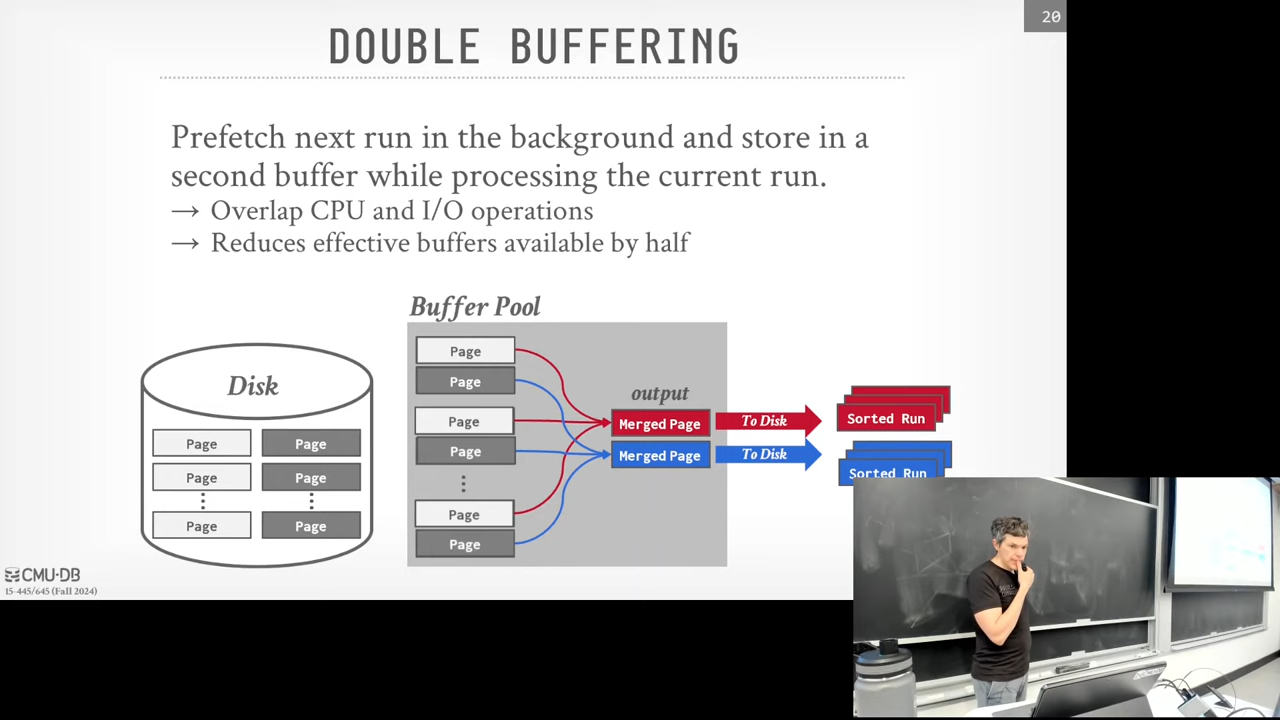 20
DOUBLE BUFFERING
Prefetch next run in the background and store in a
second buffer while processing the current run.
→ Overlap CPU and I/O operations
→ Reduces effective buffers available by half
Buffer Pool
Disk
Page Page
Page Page
⋮ ⋮
Page Page
Page
Page
Page
Page
⋮
Page
Page
output
Merged Page
Merged Page
To Disk
To Disk
Sorted Run
Sorted Run
CMU·DB
15-445/645 (Fall 2024)